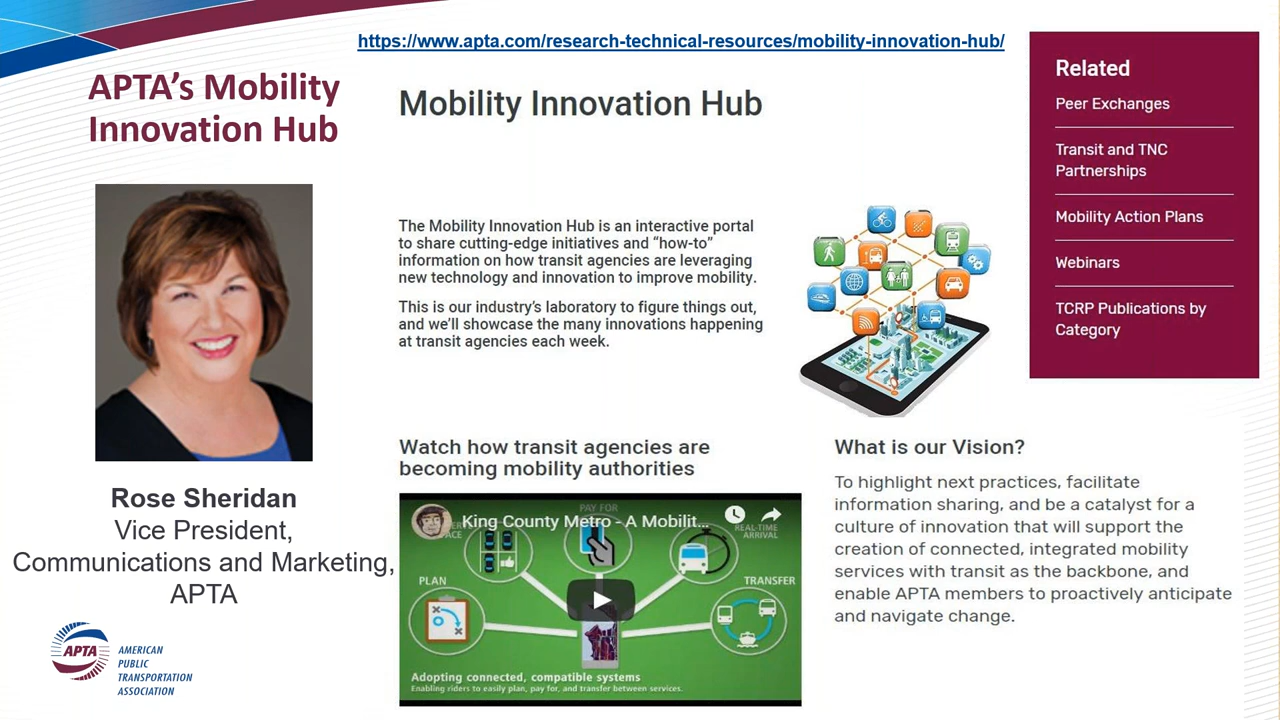 https://www.apta.com/research-technical-resources/mobility-innovation-hub/
APTA’s Mobility
Innovation Hub
Rose Sheridan
Vice President,
Communications and Marketing,
APTA
APTA
AMERICAN
PUBLIC
TRANSPORTATION
ASSOCIATION
Mobility Innovation Hub
The Mobility Innovation Hub is an interactive portal
to share cutting-edge initiatives and “how-to”
information on how transit agencies are leveraging
new technology and innovation to improve mobility.
This is our industry’s laboratory to figure things out,
and we’ll showcase the many innovations happening
at transit agencies each week.
Watch how transit agencies are
becoming mobility authorities
King County Metro - A Mobilit...
PAY FOR
REAL-TIME
ARRIVAL
PLAN
TRANSFER
Adopting connected, compatible systems
Enabling riders to easily plan, pay for, and transfer between services.
Related
Peer Exchanges
Transit and TNC
Partnerships
Mobility Action Plans
Webinars
TCRP Publications by
Category
What is our Vision?
To highlight next practices, facilitate
information sharing, and be a catalyst for a
culture of innovation that will support the
creation of connected, integrated mobility
services with transit as the backbone, and
enable APTA members to proactively anticipate
and navigate change.